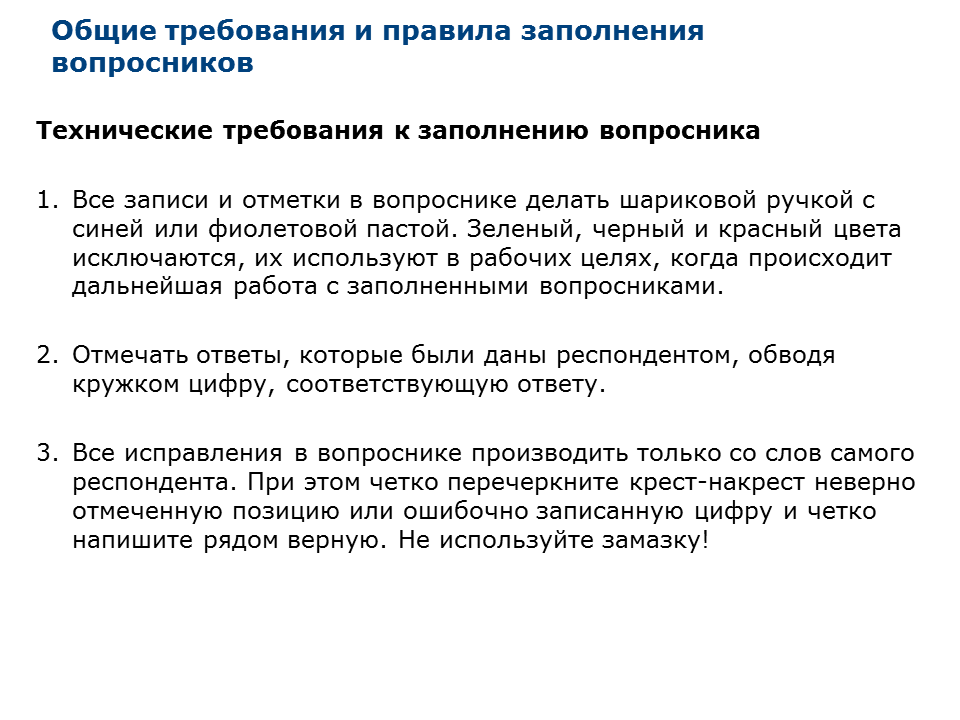 Общие требования и правила заполнения
вопросников
Технические требования к заполнению вопросника
1. Все записи и отметки в вопроснике делать шариковой ручкой с
синей или фиолетовой пастой. Зеленый, черный и красный цвета
исключаются, их используют в рабочих целях, когда происходит
дальнейшая работа с заполненными вопросниками.
2. Отмечать ответы, которые были даны респондентом, обводя
кружком цифру, соответствующую ответу.
3. Все исправления в вопроснике производить только со слов самого
респондента. При этом четко перечеркните крест-накрест неверно
отмеченную позицию или ошибочно записанную цифру и четко
напишите рядом верную. Не используйте замазку!